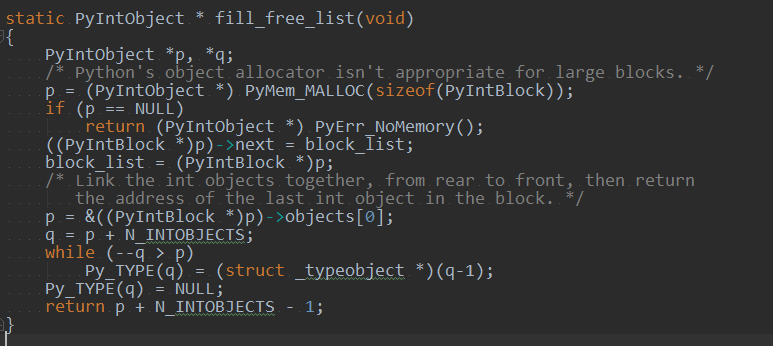 static PyIntObject * fill_free_list(void)
{
    PyIntObject *p, *q;
    /* Python's object allocator isn't appropriate for large blocks. */
    p = (PyIntObject *) PyMem_MALLOC(sizeof(PyIntBlock));
    if (p == NULL)
        return (PyIntObject *) PyErr_NoMemory();
    ((PyIntBlock *)p)->next = block_list;
    block_list = (PyIntBlock *)p;
    /* Link the int objects together, from rear to front, then return
       the address of the last int object in the block. */
    p = &((PyIntBlock *)p)->objects[0];
    q = p + N_INTOBJECTS;
    while (--q > p)
        Py_TYPE(q) = (struct _typeobject *)(q-1);
    Py_TYPE(q) = NULL;
    return p + N_INTOBJECTS - 1;
}